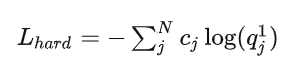 L_{hard} = -\sum_{j}^{N} c_j \log(q_j^1)